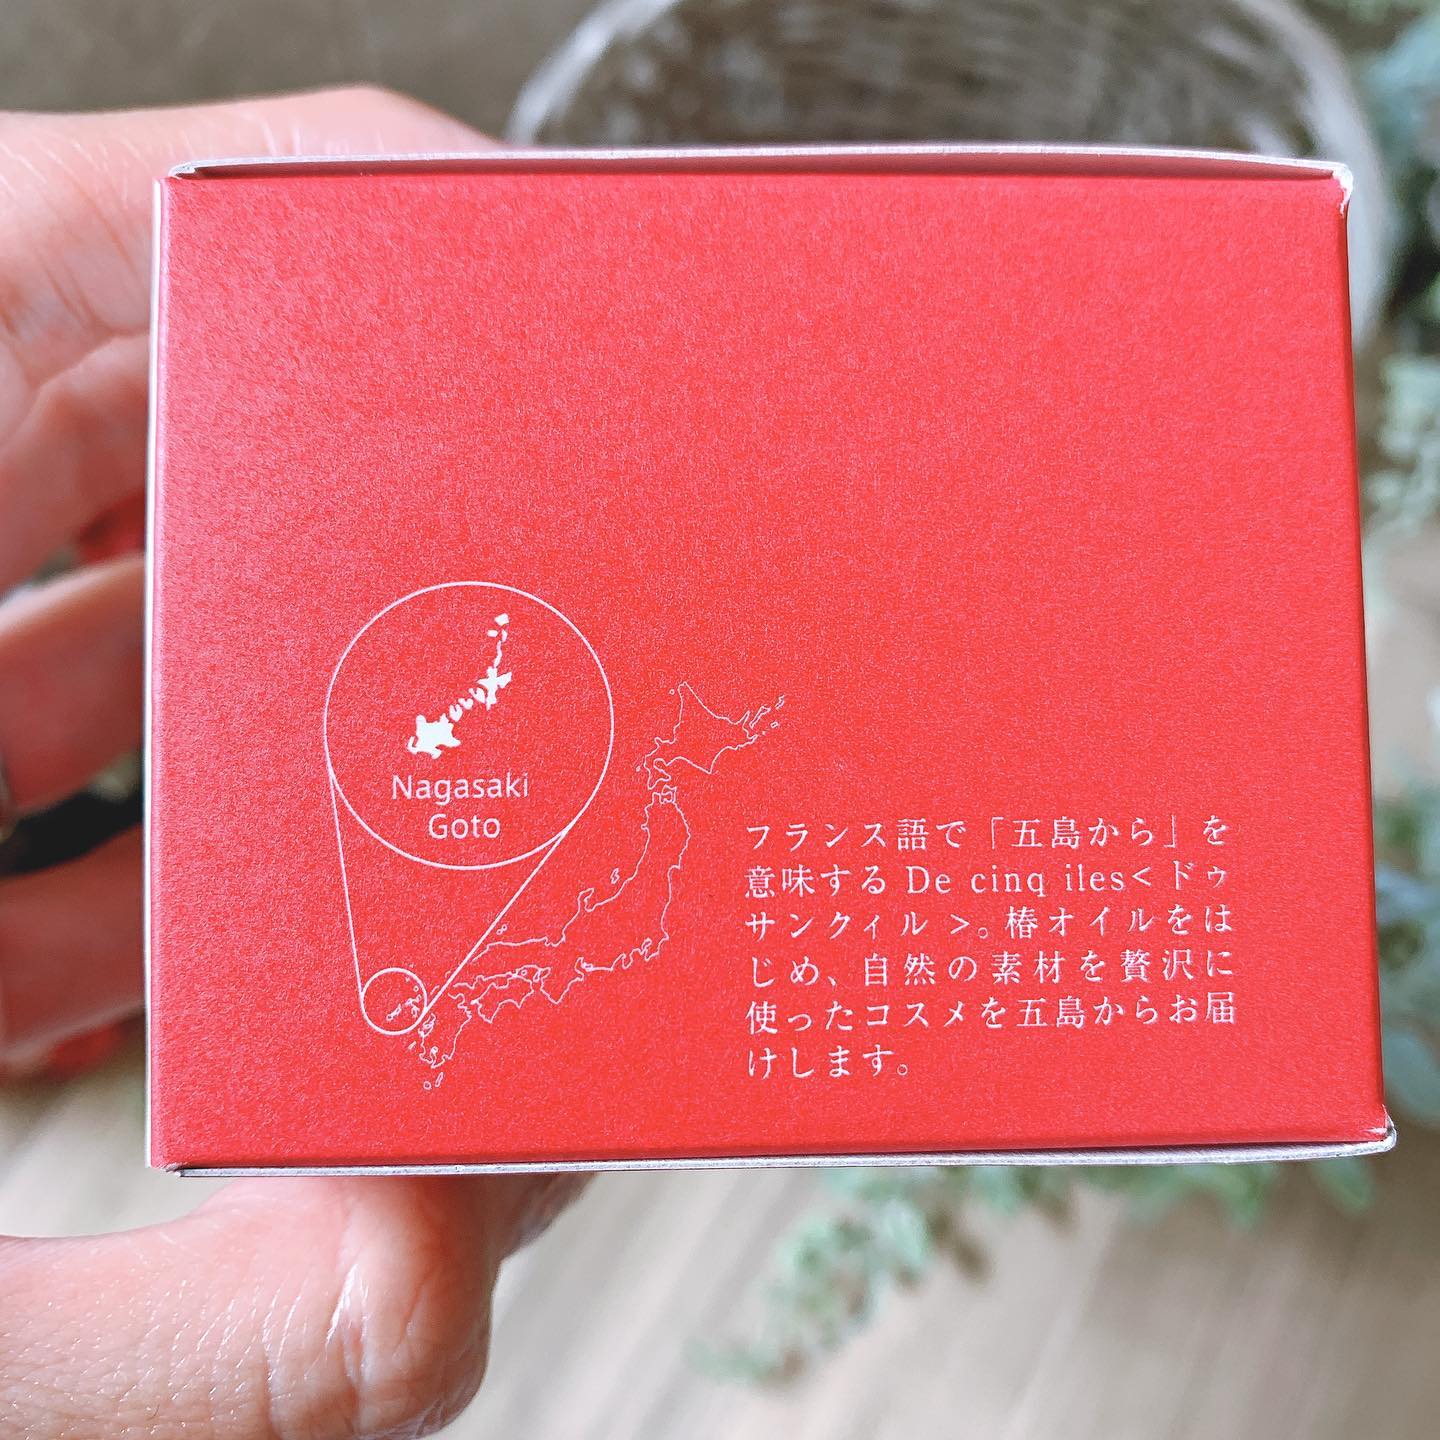 Nagasaki
Goto
フランス語で「五島から」を
意味する De cinq iles<ドゥ
サンクィル>。椿オイルをは
じめ、自然の素材を贅沢に
使ったコスメを五島からお届
けします。